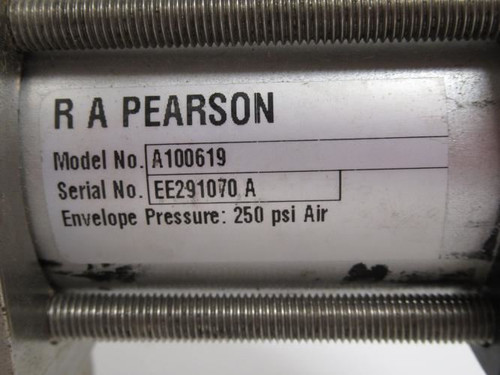 R A PEARSON
Model No. A100619
Serial No. EE291070 A
Envelope Pressure: 250 psi Air